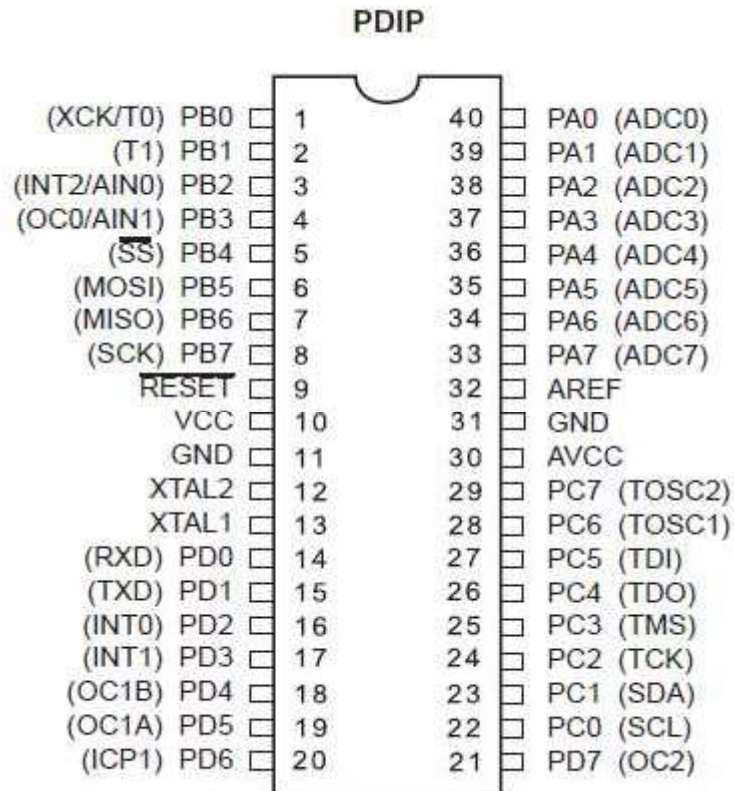 PDIP
(XCK/T0) PB0 1 40 PA0 (ADC0)
(T1) PB1 2 39 PA1 (ADC1)
(INT2/AIN0) PB2 3 38 PA2 (ADC2)
(OC0/AIN1) PB3 4 37 PA3 (ADC3)
(SS) PB4 5 36 PA4 (ADC4)
(MOSI) PB5 6 35 PA5 (ADC5)
(MISO) PB6 7 34 PA6 (ADC6)
(SCK) PB7 8 33 PA7 (ADC7)
RESET 9 32 AREF
VCC 10 31 GND
GND 11 30 AVCC
XTAL2 12 29 PC7 (TOSC2)
XTAL1 13 28 PC6 (TOSC1)
(RXD) PD0 14 27 PC5 (TDI)
(TXD) PD1 15 26 PC4 (TDO)
(INT0) PD2 16 25 PC3 (TMS)
(INT1) PD3 17 24 PC2 (TCK)
(OC1B) PD4 18 23 PC1 (SDA)
(OC1A) PD5 19 22 PC0 (SCL)
(ICP1) PD6 20 21 PD7 (OC2)